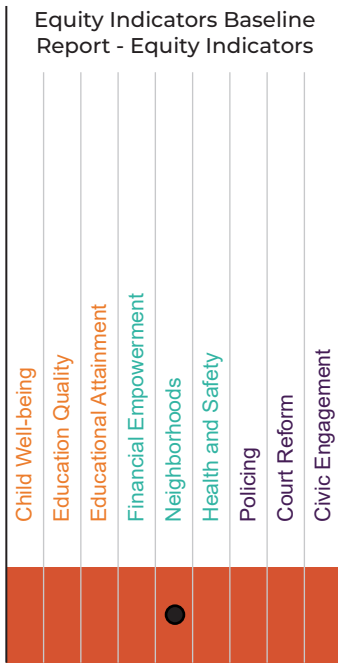 Equity Indicators Baseline
Report - Equity Indicators
Child Well-being
Education Quality
Educational Attainment
Financial Empowerment
Neighborhoods
Health and Safety
Policing
Court Reform
Civic Engagement